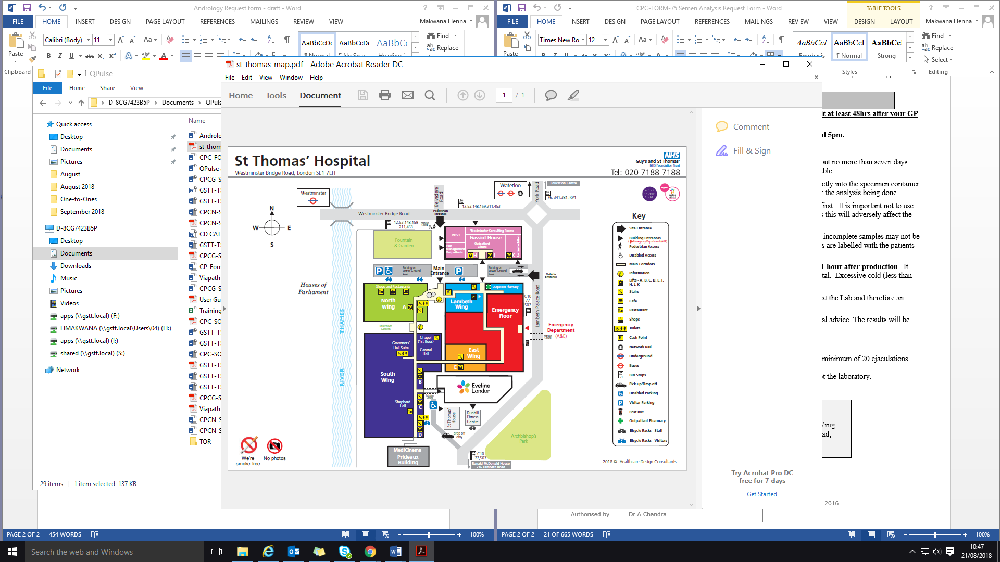 Andrology Request form - draft - Word
CPC-FORM-75 Semen Analysis Request Form - Word
TABLE TOOLS
FILE HOME INSERT DESIGN PAGE LAYOUT REFERENCES MAILINGS REVIEW VIEW Makwana Henna
FILE HOME INSERT DESIGN PAGE LAYOUT REFERENCES MAILINGS REVIEW VIEW DESIGN LAYOUT Makwana Henna
Calibri (Body) 11
AaBbCcDc AaBbCcDc AaBbCc
Find
Replace
Paste
¶ Normal ¶ No Spac... Heading 1
Clipboard
Times New Ro 12
AaBbCcI AaBbCcI AaBbCcI
Emphasis ¶ Normal Strong
Find
Replace
Select
Paste
Styles
Editing
QPulse
File Home Share View
D-8CG7423B5P > Documents > QPuls
Name
Quick access
Desktop
Documents
Pictures
August
August 2018
One-to-Ones
September 2018
D-8CG7423B5P
Desktop
Documents
Downloads
Music
Pictures
Videos
apps (\\gstt.local) (F:)
HMAKWANA (\\gstt.local\Users\04) (H:)
apps (\\gstt.local) (I:)
shared (\\gstt.local) (S:)
Network
Androlo
st-thom
CPC-FO
QPulse
CPCG-S
GSTT-T
GSTT-T
CPCN-S
CPCN-S
CD CAT
GSTT-T
CPCG-S
CP-Forr
Viapath
CPCG-S
User Gu
Training
CPC-SO
GSTT-T
GSTT-T
CPC-SO
GSTT-T
GSTT-T
GSTT-T
CPCG-S
Viapath
CPCN-S
CPCN-S
TOR
29 items 1 item selected 137 KB
st-thomas-map.pdf - Adobe Acrobat Reader DC
File Edit View Window Help
Home Tools Document 1 / 1
Comment
Fill & Sign
Try Acrobat Pro DC
free for 7 days
Get Started
St Thomas' Hospital
Westminster Bridge Road, London SE1 7EH
NHS
Guy's and St Thomas'
NHS Foundation Trust
Tel: 020 7188 7188
Westminster
Belvedere
Road
Waterloo
York Road
Education Centre
76, 341,381, RV1
12,53,148,159,211,453
Westminster Bridge Road
Pedestrian
Entrance
12,53,148,159
211,453
N
W E
S
Fountain
& Garden
INPUT
Pain
Management
Outpatients
Westminster Consulting Rooms
Gassiot House
Outpatient
Centre
Accommodation
H J K
Parking on
Lower Ground
level
Main
Entrance
Parking on
Lower Ground
level
Vehicle
Entrance
Houses of
Parliament
RIVER THAMES
Shops and Restaurants
North
Wing
A
Lambeth
Wing
F
Outpatient Pharmacy
Emergency
Floor
C10
77
507
Lambeth Palace Road
Emergency
Department
(A&E)
Millennium
Gardens
Governors'
Hall Suite
Chapel
(1st floor)
Central
Hall
East
Wing
E
South
Wing
B
Shepherd
Hall
C
D
Evelina
London
St Thomas'
House
Dunhill
Fitness
Centre
drop off
only
Archbishop's
Park
MediCinema
Prideaux
Building
C10
77,507
Ronald McDonald House
216 Lambeth Road
We're
smoke-free
No photos
Key
Site Entrance
Building Entrances
( Emergency Department (A&E)
Pedestrian Access
Disabled Access
Main Corridors
Information
Lifts - A, B, C, D, E, F,
H, J, K
Stairs
Café
Restaurant
Shops
Toilets
Cash Point
Network Rail
Underground
Buses
Bus Stops
Pick up/Drop off
Disabled Parking
Visitor Parking
Post Box
Outpatient Pharmacy
Bicycle Racks - Staff
Bicycle Racks - Visitors
2018 © Healthcare Design Consultants
t at least 48hrs after your GP
d 5pm.
out no more than seven days
ble.
ctly into the specimen container
t the analysis being done.
first. It is important not to use
this will adversely affect the
incomplete samples may not be
s are labelled with the patients
1 hour after production. It
tal. Excessive cold (less than
at the Lab and therefore an
al advice. The results will be
minimum of 20 ejaculations.
ot the laboratory.
Wing
ad,
2016
Authorised by Dr A Chandra
PAGE 2 OF 2 454 WORDS 100%
PAGE 2 OF 2 21 OF 665 WORDS 100%
Search the web and Windows
10:47
21/08/2018